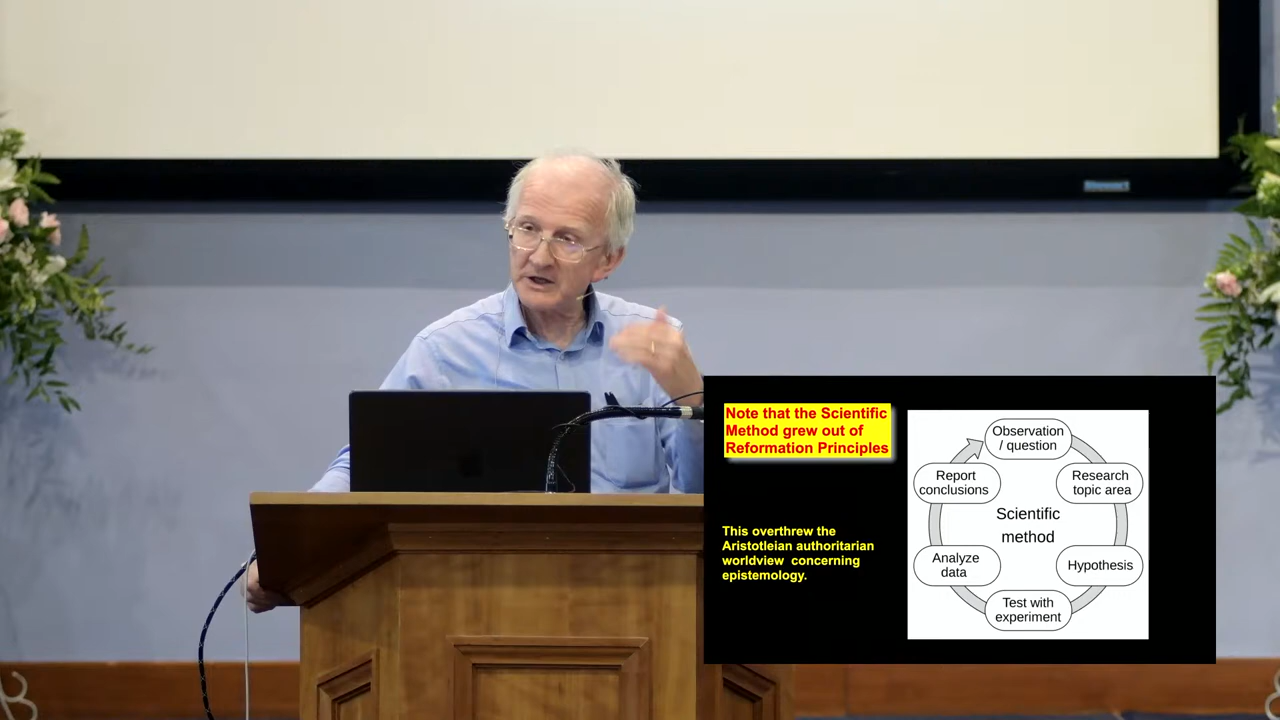 Stewart
Note that the Scientific
Method grew out of
Reformation Principles
This overthrew the
Aristotleian authoritarian
worldview concerning
epistemology.
Observation
/ question
Research
topic area
Hypothesis
Test with
experiment
Analyze
data
Report
conclusions
Scientific
method